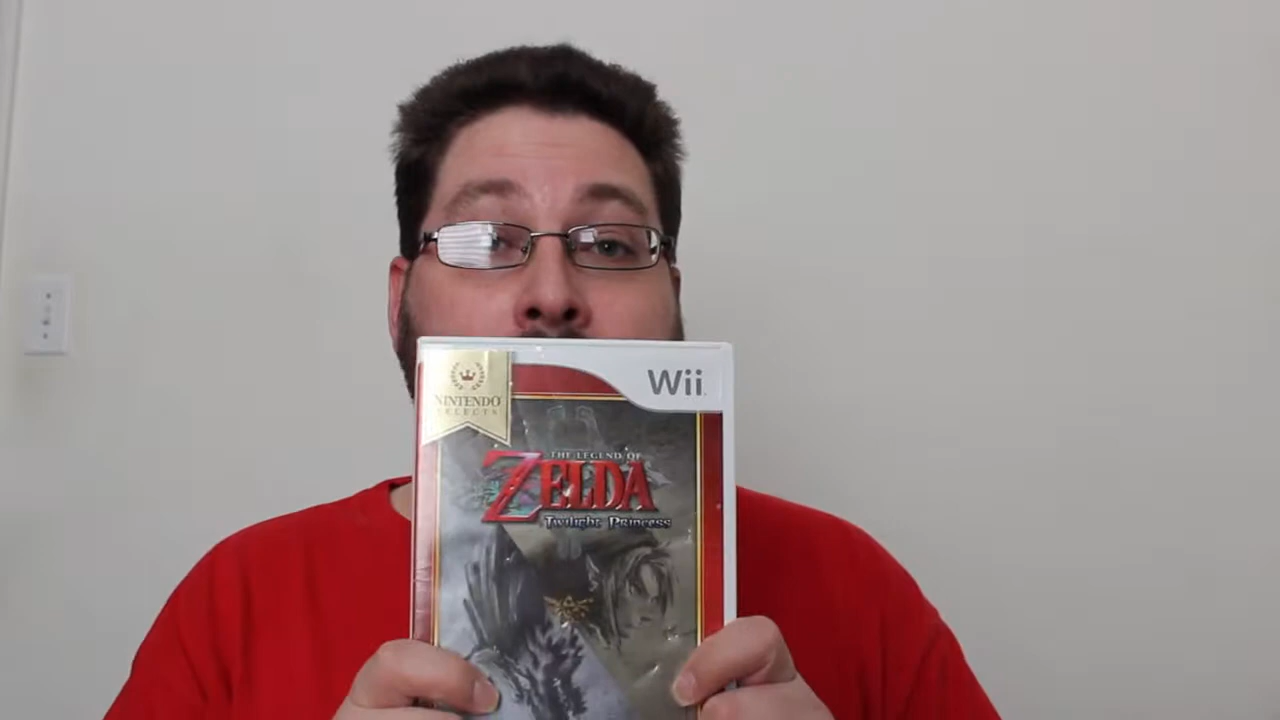 NINTENDO
SELECTS
Wii
THE LEGEND OF
ZELDA
Twilight Princess